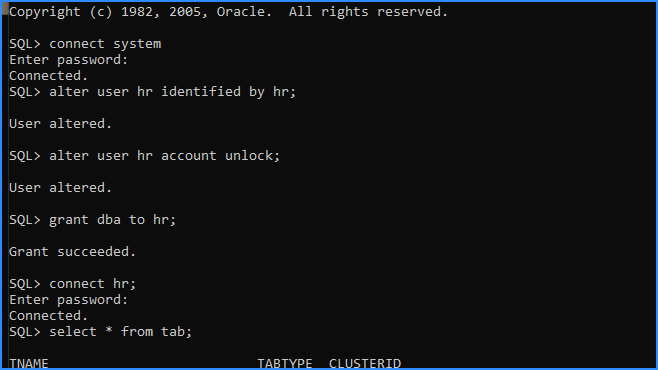 Copyright (c) 1982, 2005, Oracle.  All rights reserved.
SQL> connect system
Enter password:
Connected.
SQL> alter user hr identified by hr;
User altered.
SQL> alter user hr account unlock;
User altered.
SQL> grant dba to hr;
Grant succeeded.
SQL> connect hr;
Enter password:
Connected.
SQL> select * from tab;
TNAME                          TABTYPE  CLUSTERID